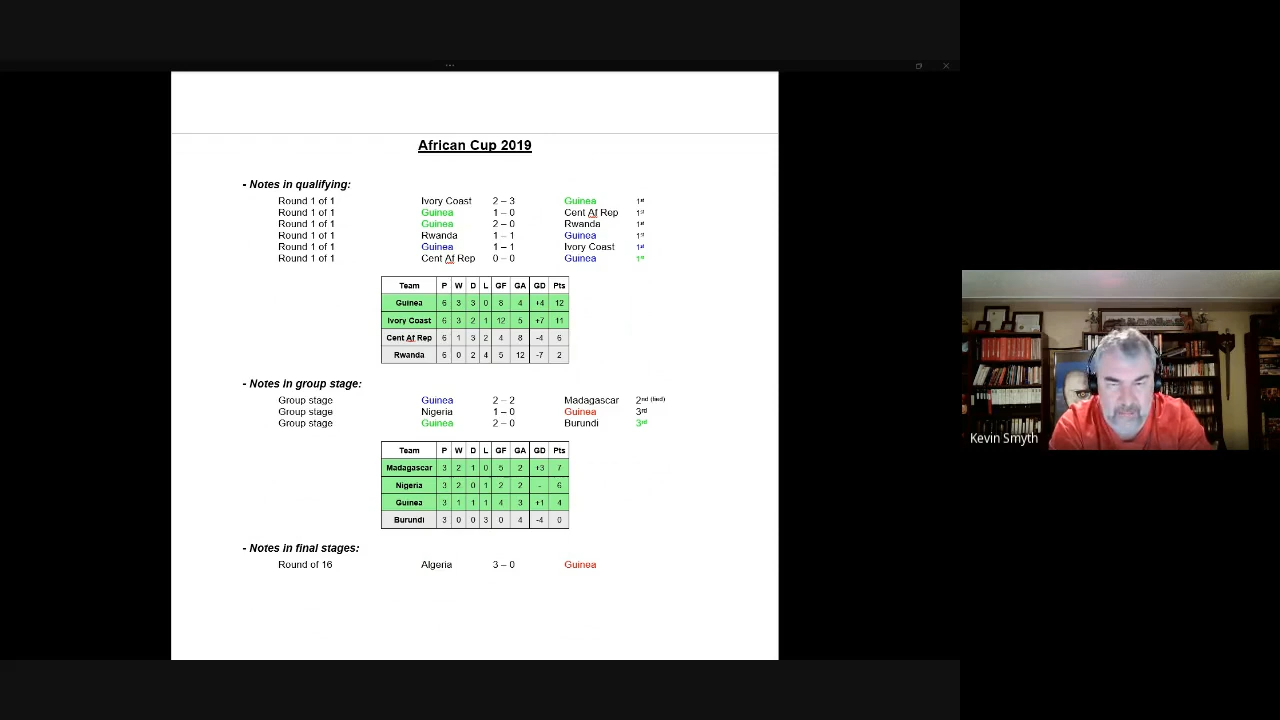 African Cup 2019
- Notes in qualifying:
Round 1 of 1 Ivory Coast 2 – 3 Guinea 1st
Round 1 of 1 Guinea 1 – 0 Cent Af Rep 1st
Round 1 of 1 Guinea 2 – 0 Rwanda 1st
Round 1 of 1 Rwanda 1 – 1 Guinea 1st
Round 1 of 1 Guinea 1 – 1 Ivory Coast 1st
Round 1 of 1 Cent Af Rep 0 – 0 Guinea 1st
Team P W D L GF GA GD Pts
Guinea 6 3 3 0 8 4 +4 12
Ivory Coast 6 3 2 1 12 5 +7 11
Cent Af Rep 6 1 3 2 4 8 -4 6
Rwanda 6 0 2 4 5 12 -7 2
- Notes in group stage:
Group stage Guinea 2 – 2 Madagascar 2nd (tied)
Group stage Nigeria 1 – 0 Guinea 3rd
Group stage Guinea 2 – 0 Burundi 3rd
Team P W D L GF GA GD Pts
Madagascar 3 2 1 0 5 2 +3 7
Nigeria 3 2 0 1 2 2 - 6
Guinea 3 1 1 1 4 3 +1 4
Burundi 3 0 0 3 0 4 -4 0
- Notes in final stages:
Round of 16 Algeria 3 – 0 Guinea
Kevin Smyth